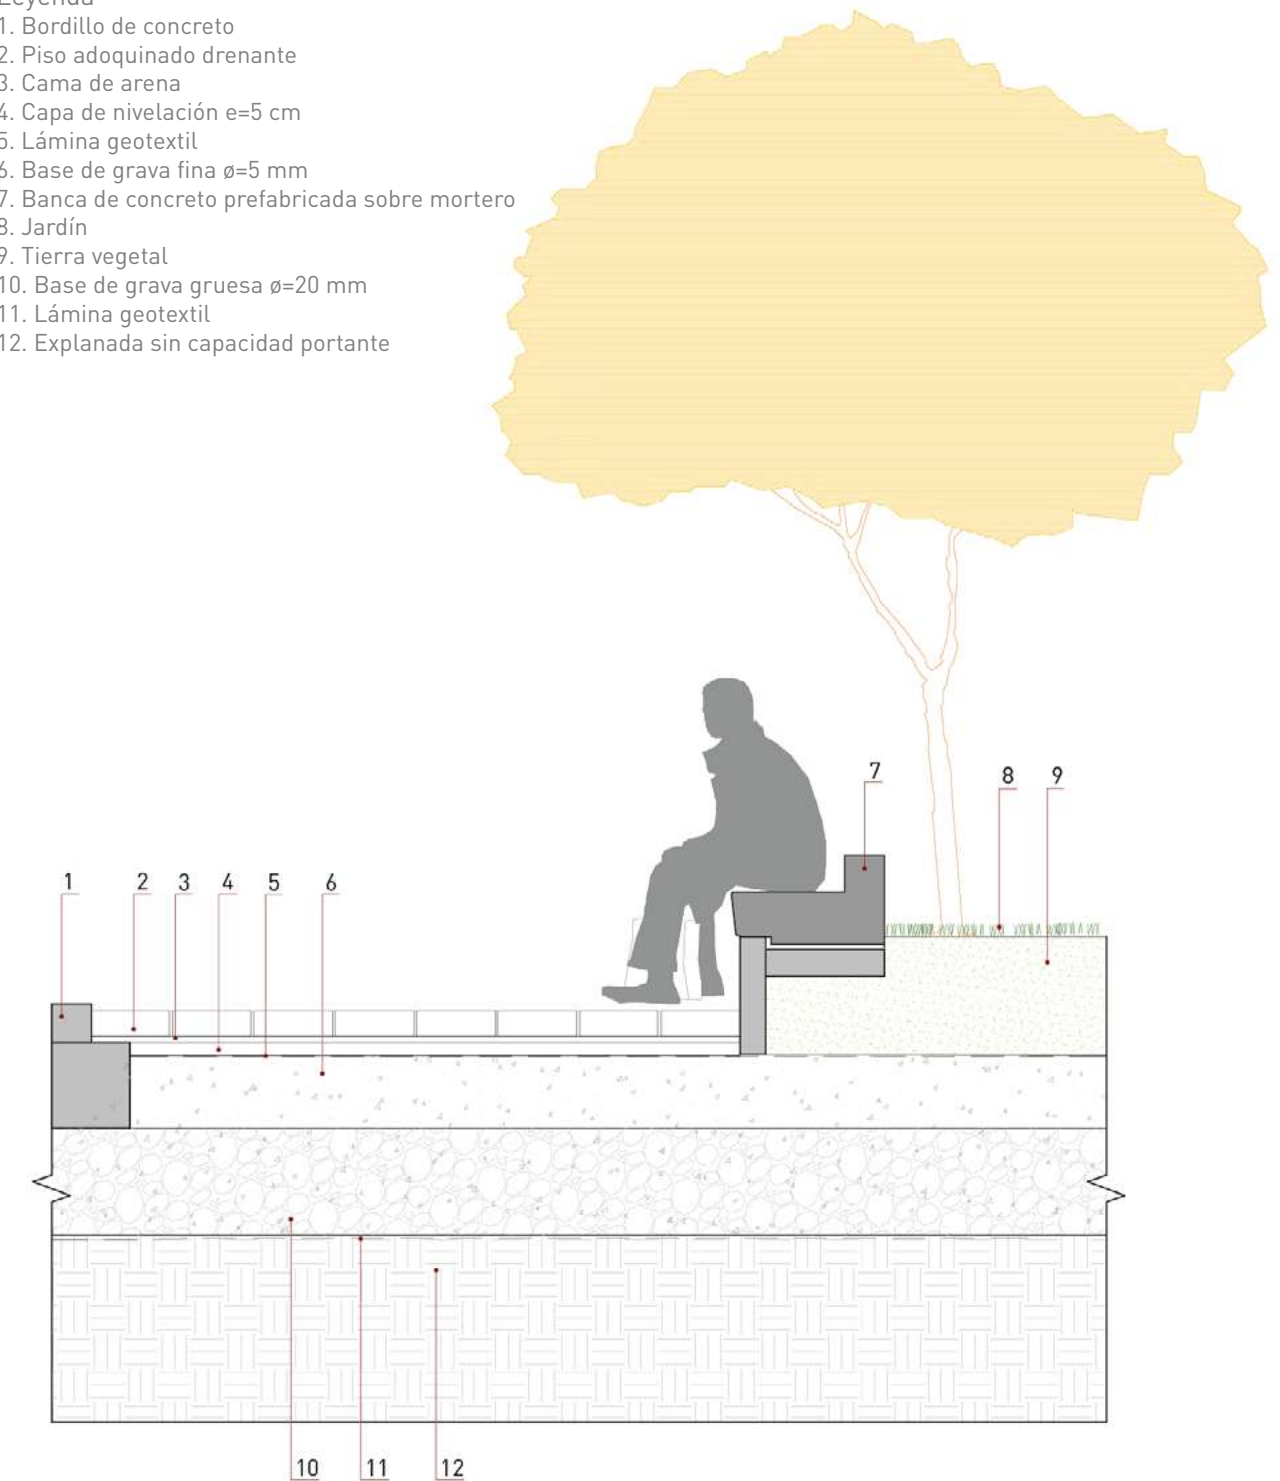 Leyenda
1. Bordillo de concreto
2. Piso adoquinado drenante
3. Cama de arena
4. Capa de nivelación e=5 cm
5. Lámina geotextil
6. Base de grava fina ø=5 mm
7. Banca de concreto prefabricada sobre mortero
8. Jardín
9. Tierra vegetal
10. Base de grava gruesa ø=20 mm
11. Lámina geotextil
12. Explanada sin capacidad portante
7
8
9
1
2
3
4
5
6
10
11
12